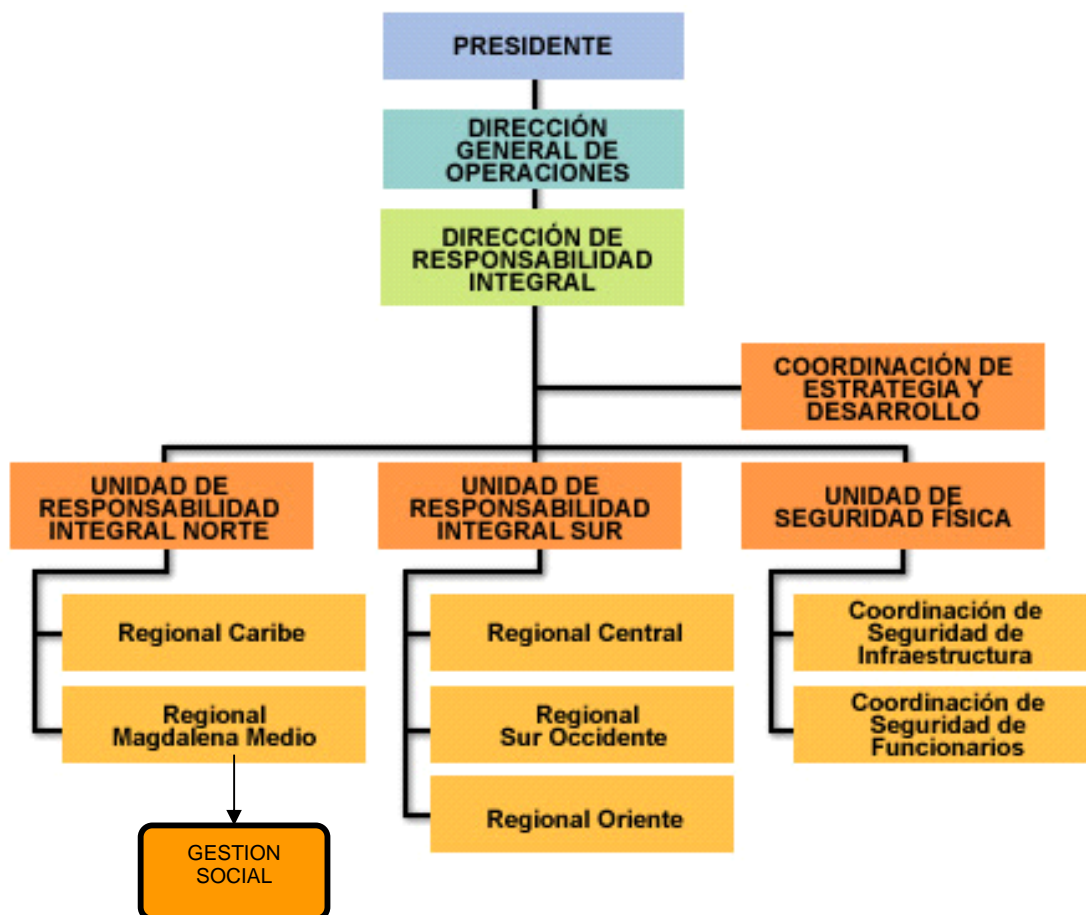 PRESIDENTE
DIRECCIÓN
GENERAL DE
OPERACIONES
DIRECCIÓN DE
RESPONSABILIDAD
INTEGRAL
COORDINACIÓN DE
ESTRATEGIA Y
DESARROLLO
UNIDAD DE
RESPONSABILIDAD
INTEGRAL NORTE
UNIDAD DE
RESPONSABILIDAD
INTEGRAL SUR
UNIDAD DE
SEGURIDAD FÍSICA
Regional Caribe
Regional
Magdalena Medio
GESTION
SOCIAL
Regional Central
Regional
Sur Occidente
Regional Oriente
Coordinación de
Seguridad de
Infraestructura
Coordinación de
Seguridad de
Funcionarios